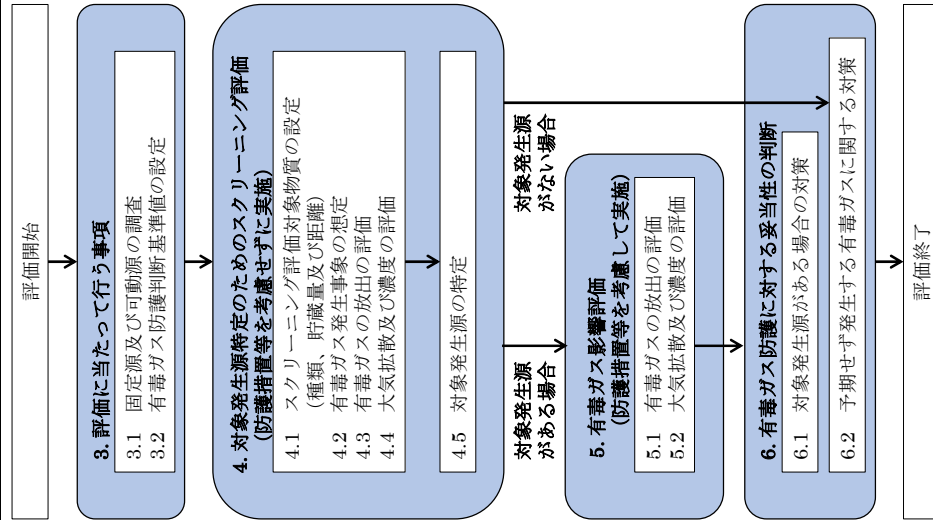 評価開始
3. 評価に当たって行う事項
3.1 固定源及び可動源の調査
3.2 有毒ガス防護判断基準値の設定
4. 対象発生源特定のためのスクリーニング評価
(防護措置等を考慮せずに実施)
4.1 スクリーニング評価対象物質の設定
(種類、貯蔵量及び距離)
4.2 有毒ガス発生事象の想定
4.3 有毒ガスの放出の評価
4.4 大気拡散及び濃度の評価
4.5 対象発生源の特定
対象発生源
がある場合
対象発生源
がない場合
5. 有毒ガス影響評価
(防護措置等を考慮して実施)
5.1 有毒ガスの放出の評価
5.2 大気拡散及び濃度の評価
6. 有毒ガス防護に対する妥当性の判断
6.1 対象発生源がある場合の対策
6.2 予期せず発生する有毒ガスに関する対策
評価終了